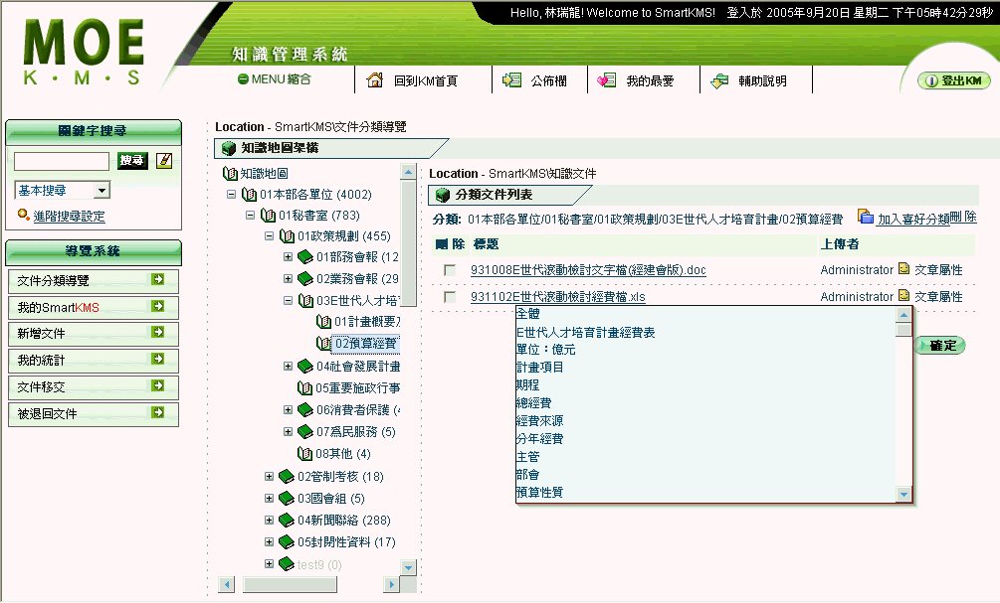 Hello, 林瑞龍! Welcome to SmartKMS! 登入於 2005年9月20日 星期二 下午05時42分29秒
MOE
K·M·S
知識管理系統
MENU縮合
回到KM首頁
公佈欄
我的最愛
輔助說明
登出KM
關鍵字搜尋
搜尋
基本搜尋
進階搜尋設定
導覽系統
文件分類導覽
我的SmartKMS
新增文件
我的統計
文件移交
被退回文件
Location - SmartKMS\文件分類導覽
知識地圖架構
知識地圖
01本部各單位 (4002)
01秘書室 (783)
01政策規劃 (455)
01部務會報 (12
02業務會報 (29
03E世代人才培
01計畫概要
02預算經費
04社會發展計畫
05重要施政行事
06消費者保護 (
07為民服務 (5)
08其他 (4)
02管制考核 (18)
03國會組 (5)
04新聞聯絡 (288)
05封閉性資料 (17)
test9 (0)
Location - SmartKMS\知識文件
分類文件列表
分類: 01本部各單位/01秘書室/01政策規劃/03E世代人才培育計畫/02預算經費 加入喜好分類刪除
刪除 標題 上傳者
931008E世代滾動檢討文字檔(經建會版).doc Administrator 文章屬性
931102E世代滾動檢討經費檔.xls Administrator 文章屬性
全體
E世代人才培育計畫經費表
單位：億元
計畫項目
期程
總經費
經費來源
分年經費
主管
部會
預算性質
確定